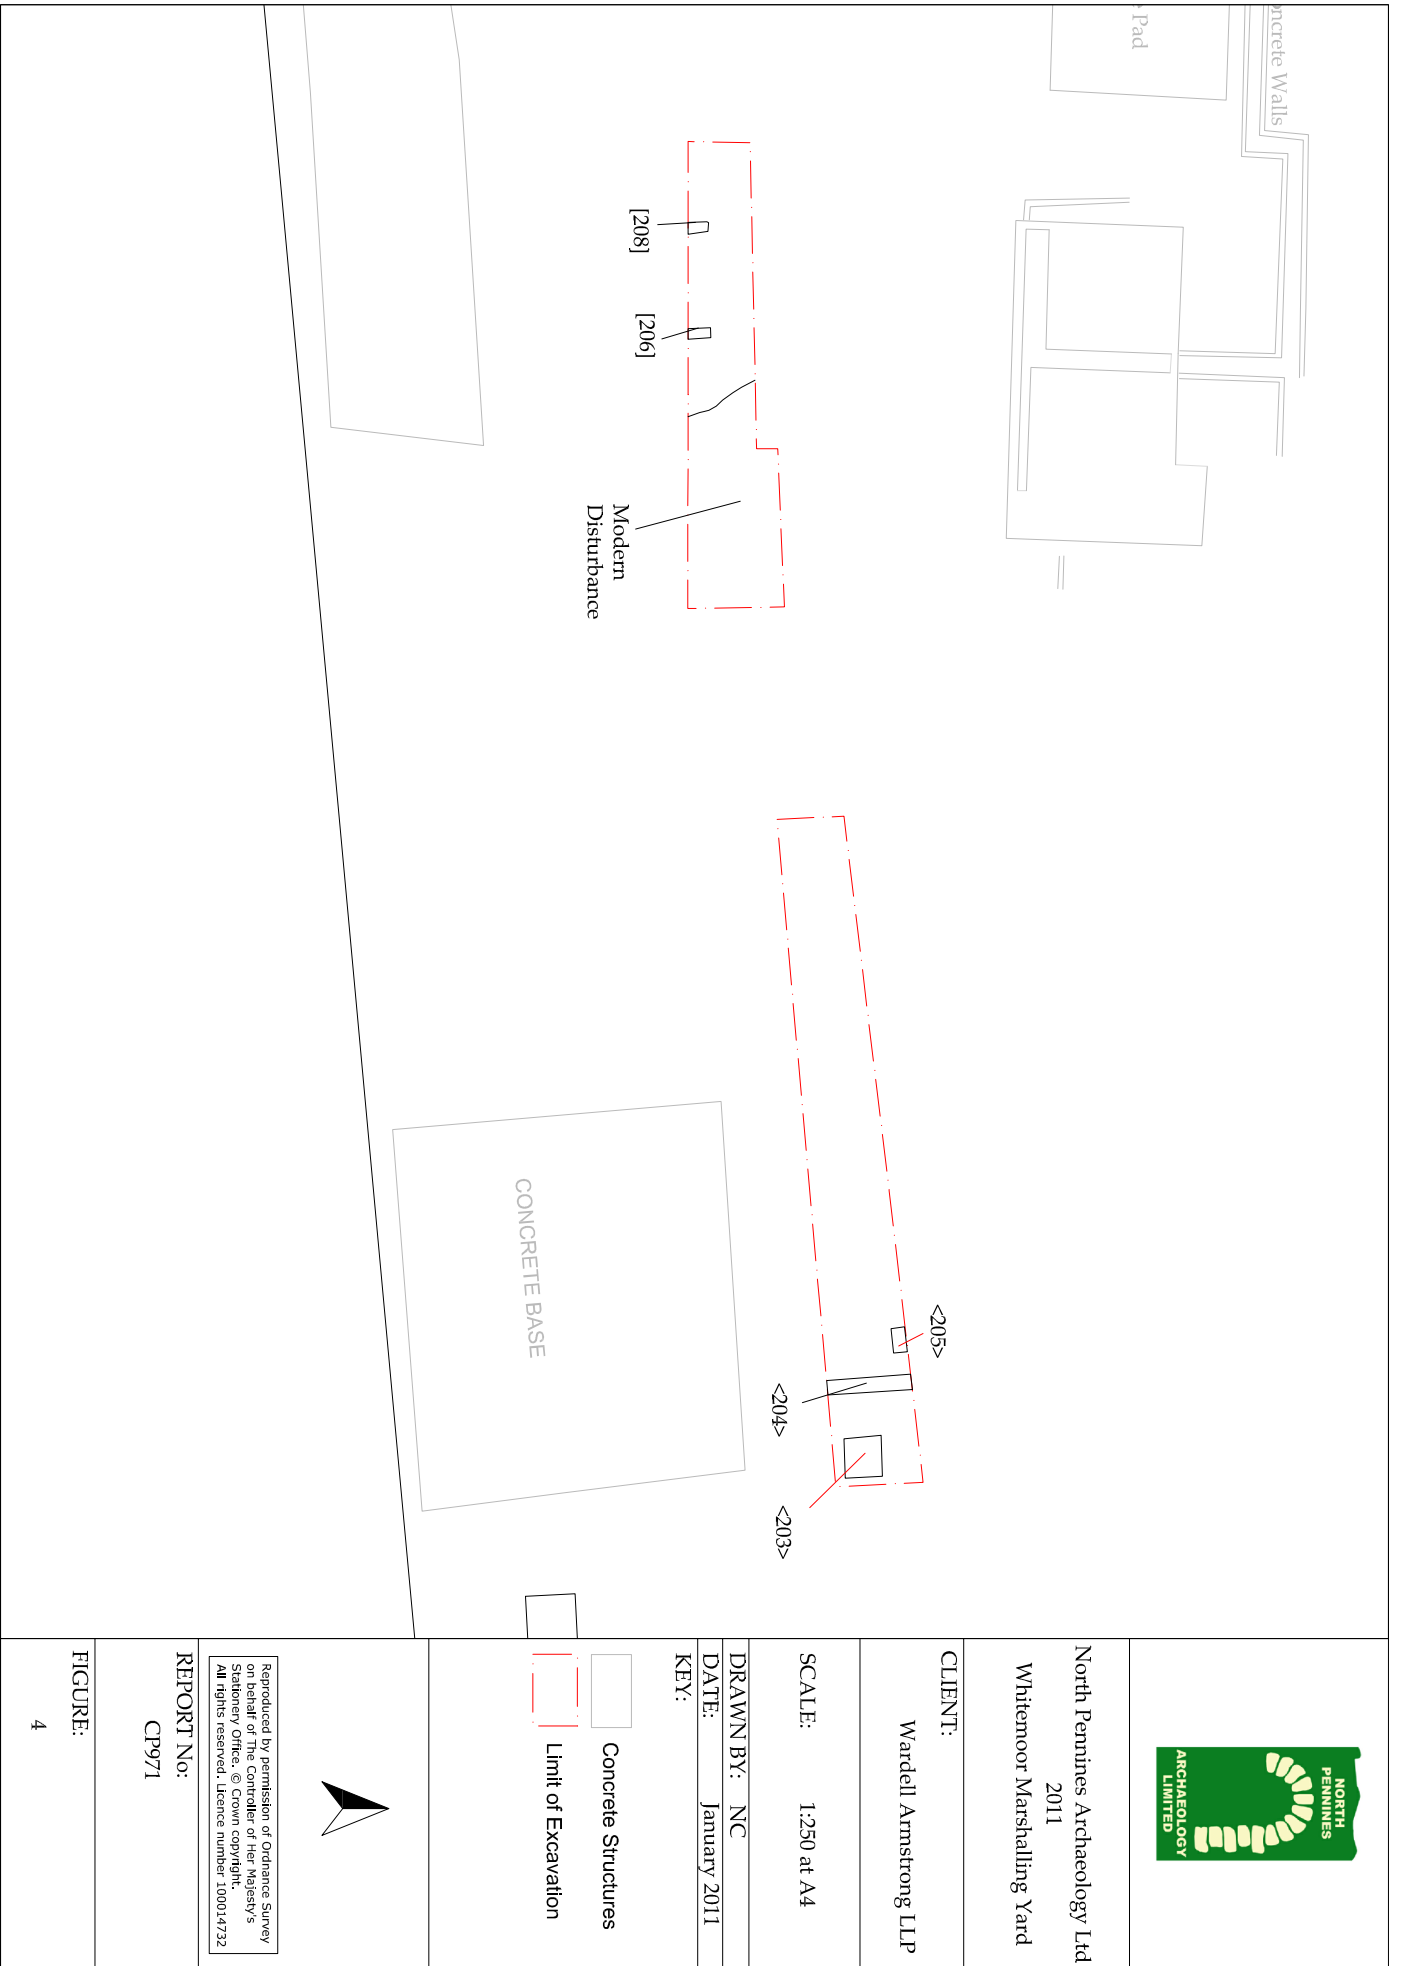 Concrete Walls
Pad
[208]
[206]
Modern
Disturbance
<205>
<204>
<203>
CONCRETE BASE
NORTH
PENNINES
ARCHAEOLOGY
LIMITED
North Pennines Archaeology Ltd
2011
Whitemoor Marshalling Yard
CLIENT:
Wardell Armstrong LLP
SCALE: 1:250 at A4
DRAWN BY: NC
DATE: January 2011
KEY:
Concrete Structures
Limit of Excavation
Reproduced by permission of Ordnance Survey
on behalf of The Controller of Her Majesty's
Stationery Office. © Crown copyright.
All rights reserved. Licence number 100014732
REPORT No:
CP971
FIGURE:
4